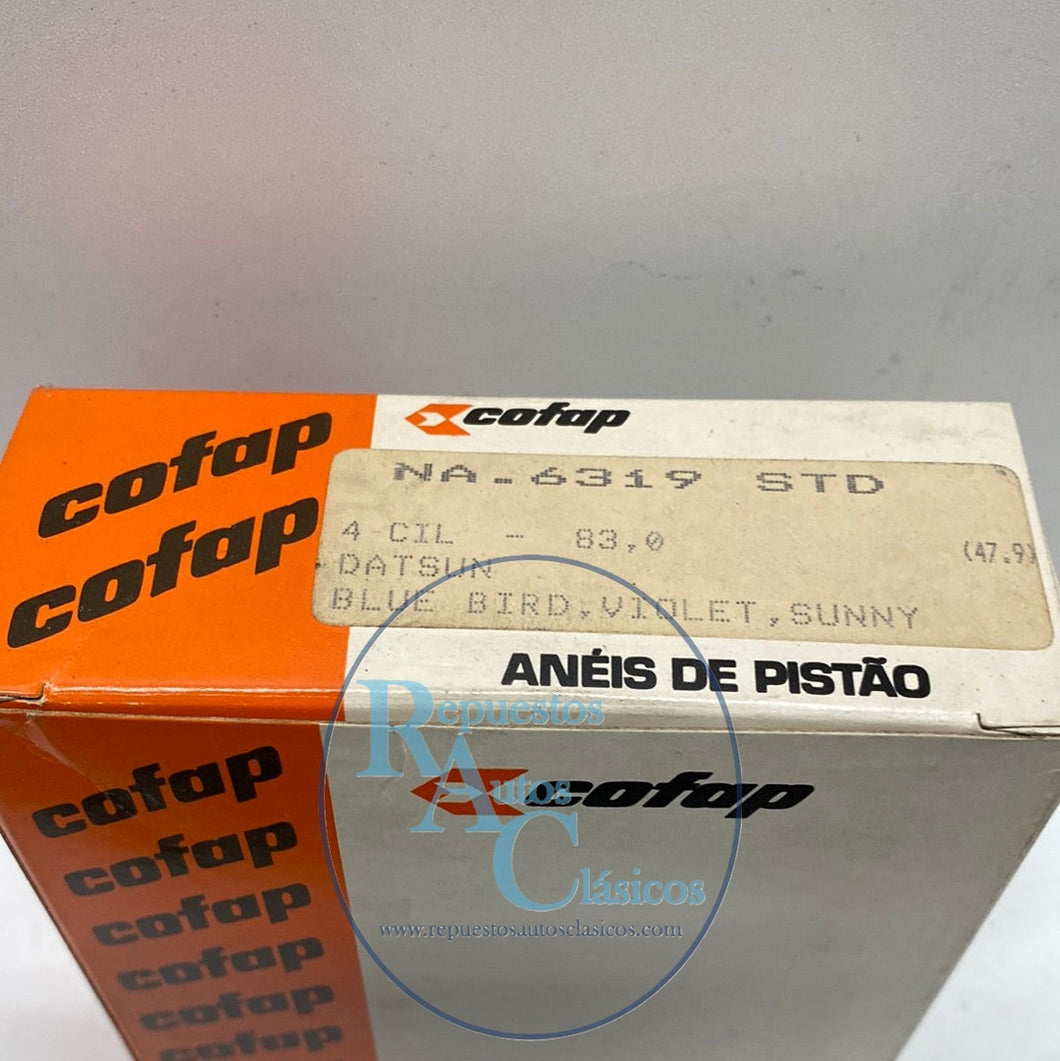 cofap
cofap
cofap
NA.6319 STD
4 CIL - 83,0
(47.9)
DATSUN
BLUE BIRD,VIOLET,SUNNY
ANÉIS DE PISTÃO
cofap
cofap
cofap
cofap
cofap
cofap
cofap
Repuestos
Autos
Clásicos
www.repuestosautosclasicos.com